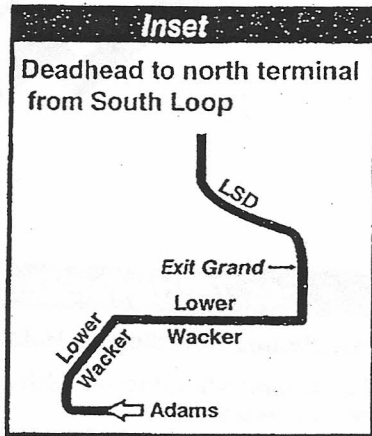 Inset
Deadhead to north terminal
from South Loop
LSD
Exit Grand
Lower
Wacker
Lower
Wacker
Adams